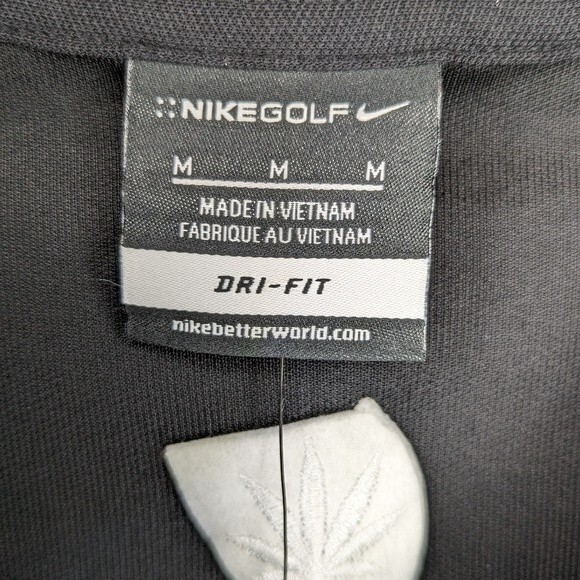 NIKEGOLF
M M M
MADE IN VIETNAM
FABRIQUE AU VIETNAM
DRI-FIT
nikebetterworld.com